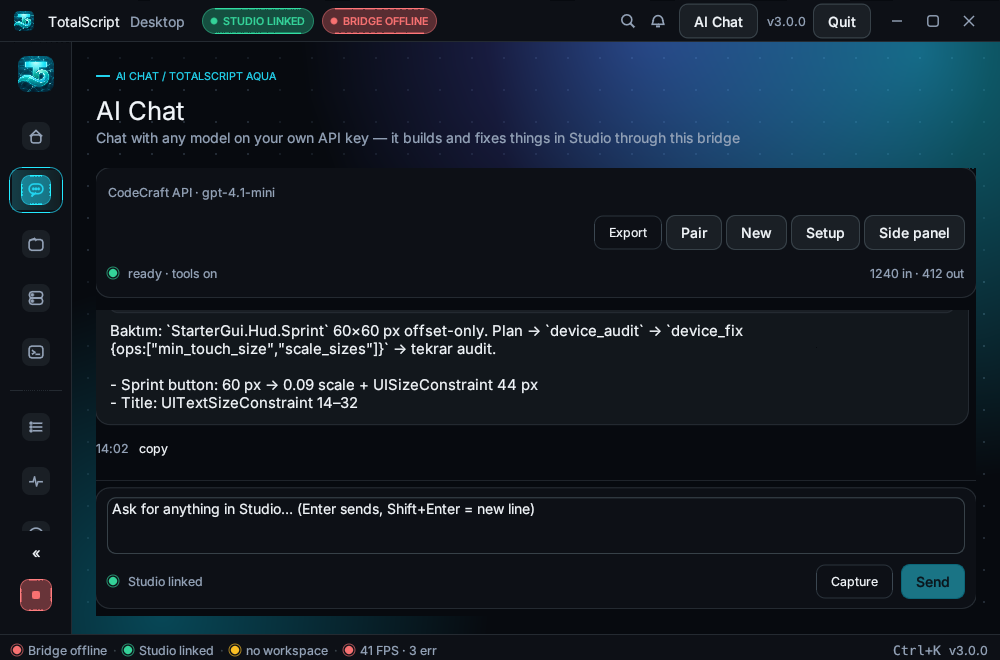 TotalScript Desktop STUDIO LINKED BRIDGE OFFLINE AI Chat v3.0.0 Quit
AI CHAT / TOTALSCRIPT AQUA
AI Chat
Chat with any model on your own API key — it builds and fixes things in Studio through this bridge
CodeCraft API · gpt-4.1-mini
Export Pair New Setup Side panel
ready · tools on 1240 in · 412 out
Baktım: `StarterGui.Hud.Sprint` 60×60 px offset-only. Plan → `device_audit` → `device_fix
{ops:["min_touch_size","scale_sizes"]}` → tekrar audit.
- Sprint button: 60 px → 0.09 scale + UISizeConstraint 44 px
- Title: UITextSizeConstraint 14–32
14:02 copy
Ask for anything in Studio... (Enter sends, Shift+Enter = new line)
Studio linked Capture Send
«
Bridge offline · Studio linked · no workspace · 41 FPS · 3 err Ctrl+K v3.0.0